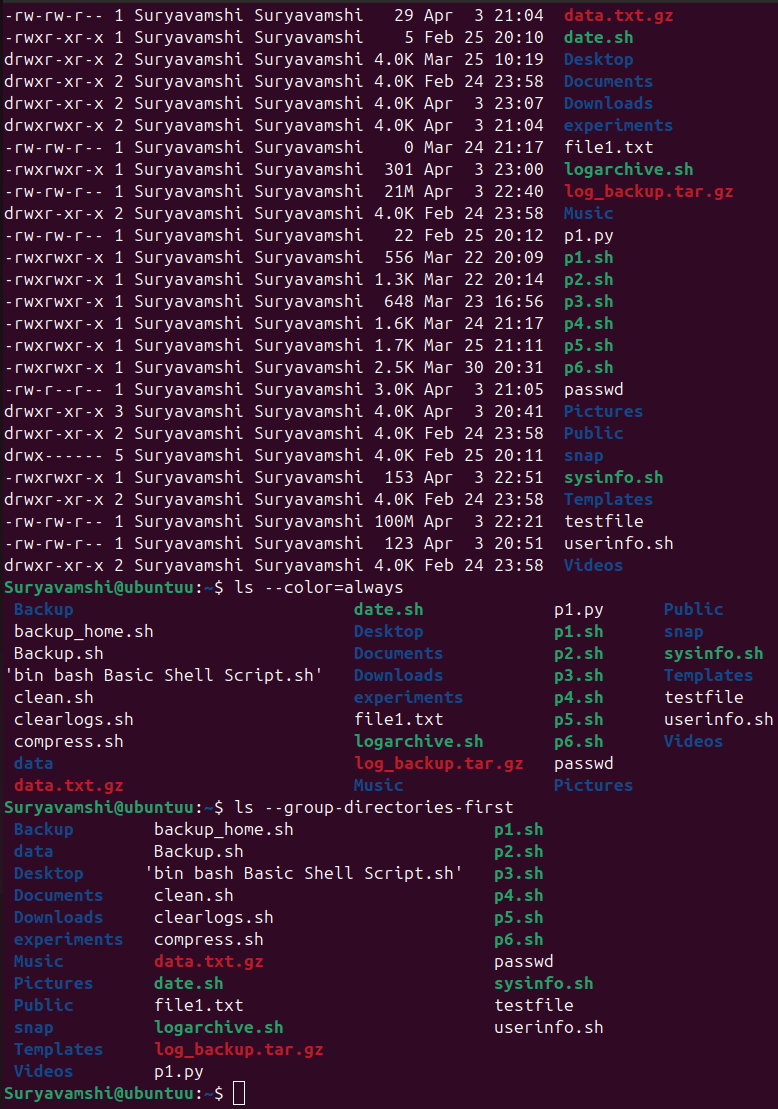 -rw-rw-r-- 1 Suryavamshi Suryavamshi   29 Apr  3 21:04  data.txt.gz
-rwxr-xr-x 1 Suryavamshi Suryavamshi    5 Feb 25 20:10  date.sh
drwxr-xr-x 2 Suryavamshi Suryavamshi 4.0K Mar 25 10:19  Desktop
drwxr-xr-x 2 Suryavamshi Suryavamshi 4.0K Feb 24 23:58  Documents
drwxr-xr-x 2 Suryavamshi Suryavamshi 4.0K Apr  3 23:07  Downloads
drwxrwxr-x 2 Suryavamshi Suryavamshi 4.0K Apr  3 21:04  experiments
-rw-rw-r-- 1 Suryavamshi Suryavamshi    0 Mar 24 21:17  file1.txt
-rwxrwxr-x 1 Suryavamshi Suryavamshi  301 Apr  3 23:00  logarchive.sh
-rw-rw-r-- 1 Suryavamshi Suryavamshi  21M Apr  3 22:40  log_backup.tar.gz
drwxr-xr-x 2 Suryavamshi Suryavamshi 4.0K Feb 24 23:58  Music
-rw-rw-r-- 1 Suryavamshi Suryavamshi   22 Feb 25 20:12  p1.py
-rwxrwxr-x 1 Suryavamshi Suryavamshi  556 Mar 22 20:09  p1.sh
-rwxrwxr-x 1 Suryavamshi Suryavamshi 1.3K Mar 22 20:14  p2.sh
-rwxrwxr-x 1 Suryavamshi Suryavamshi  648 Mar 23 16:56  p3.sh
-rwxrwxr-x 1 Suryavamshi Suryavamshi 1.6K Mar 24 21:17  p4.sh
-rwxrwxr-x 1 Suryavamshi Suryavamshi 1.7K Mar 25 21:11  p5.sh
-rwxrwxr-x 1 Suryavamshi Suryavamshi 2.5K Mar 30 20:31  p6.sh
-rw-r--r-- 1 Suryavamshi Suryavamshi 3.0K Apr  3 21:05  passwd
drwxr-xr-x 3 Suryavamshi Suryavamshi 4.0K Apr  3 20:41  Pictures
drwxr-xr-x 2 Suryavamshi Suryavamshi 4.0K Feb 24 23:58  Public
drwx------ 5 Suryavamshi Suryavamshi 4.0K Feb 25 20:11  snap
-rwxrwxr-x 1 Suryavamshi Suryavamshi  153 Apr  3 22:51  sysinfo.sh
drwxr-xr-x 2 Suryavamshi Suryavamshi 4.0K Feb 24 23:58  Templates
-rw-rw-r-- 1 Suryavamshi Suryavamshi 100M Apr  3 22:21  testfile
-rw-rw-r-- 1 Suryavamshi Suryavamshi  123 Apr  3 20:51  userinfo.sh
drwxr-xr-x 2 Suryavamshi Suryavamshi 4.0K Feb 24 23:58  Videos
Suryavamshi@ubuntuu:~$ ls --color=always
 Backup                            date.sh             p1.py      Public
 backup_home.sh                    Desktop             p1.sh      snap
 Backup.sh                         Documents           p2.sh      sysinfo.sh
'bin bash Basic Shell Script.sh'   Downloads           p3.sh      Templates
 clean.sh                          experiments         p4.sh      testfile
 clearlogs.sh                      file1.txt           p5.sh      userinfo.sh
 compress.sh                       logarchive.sh       p6.sh      Videos
 data                              log_backup.tar.gz   passwd
 data.txt.gz                       Music               Pictures
Suryavamshi@ubuntuu:~$ ls --group-directories-first
 Backup        backup_home.sh                    p1.sh
 data          Backup.sh                         p2.sh
 Desktop      'bin bash Basic Shell Script.sh'   p3.sh
 Documents     clean.sh                          p4.sh
 Downloads     clearlogs.sh                      p5.sh
 experiments   compress.sh                       p6.sh
 Music         data.txt.gz                       passwd
 Pictures      date.sh                           sysinfo.sh
 Public        file1.txt                         testfile
 snap          logarchive.sh                     userinfo.sh
 Templates     log_backup.tar.gz
 Videos        p1.py
Suryavamshi@ubuntuu:~$